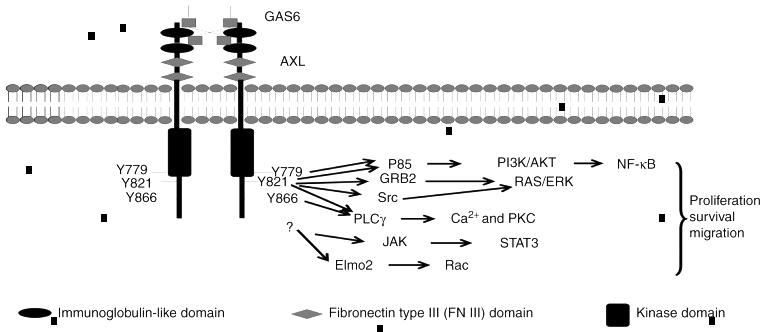 GAS6
AXL
Y779 Y779 P85 PI3K/AKT NF-κB
Y821 Y821 GRB2 RAS/ERK
Y866 Y866 Src
PLCγ Ca²⁺ and PKC
? JAK STAT3
Elmo2 Rac
Proliferation
survival
migration
Immunoglobulin-like domain Fibronectin type III (FN III) domain Kinase domain